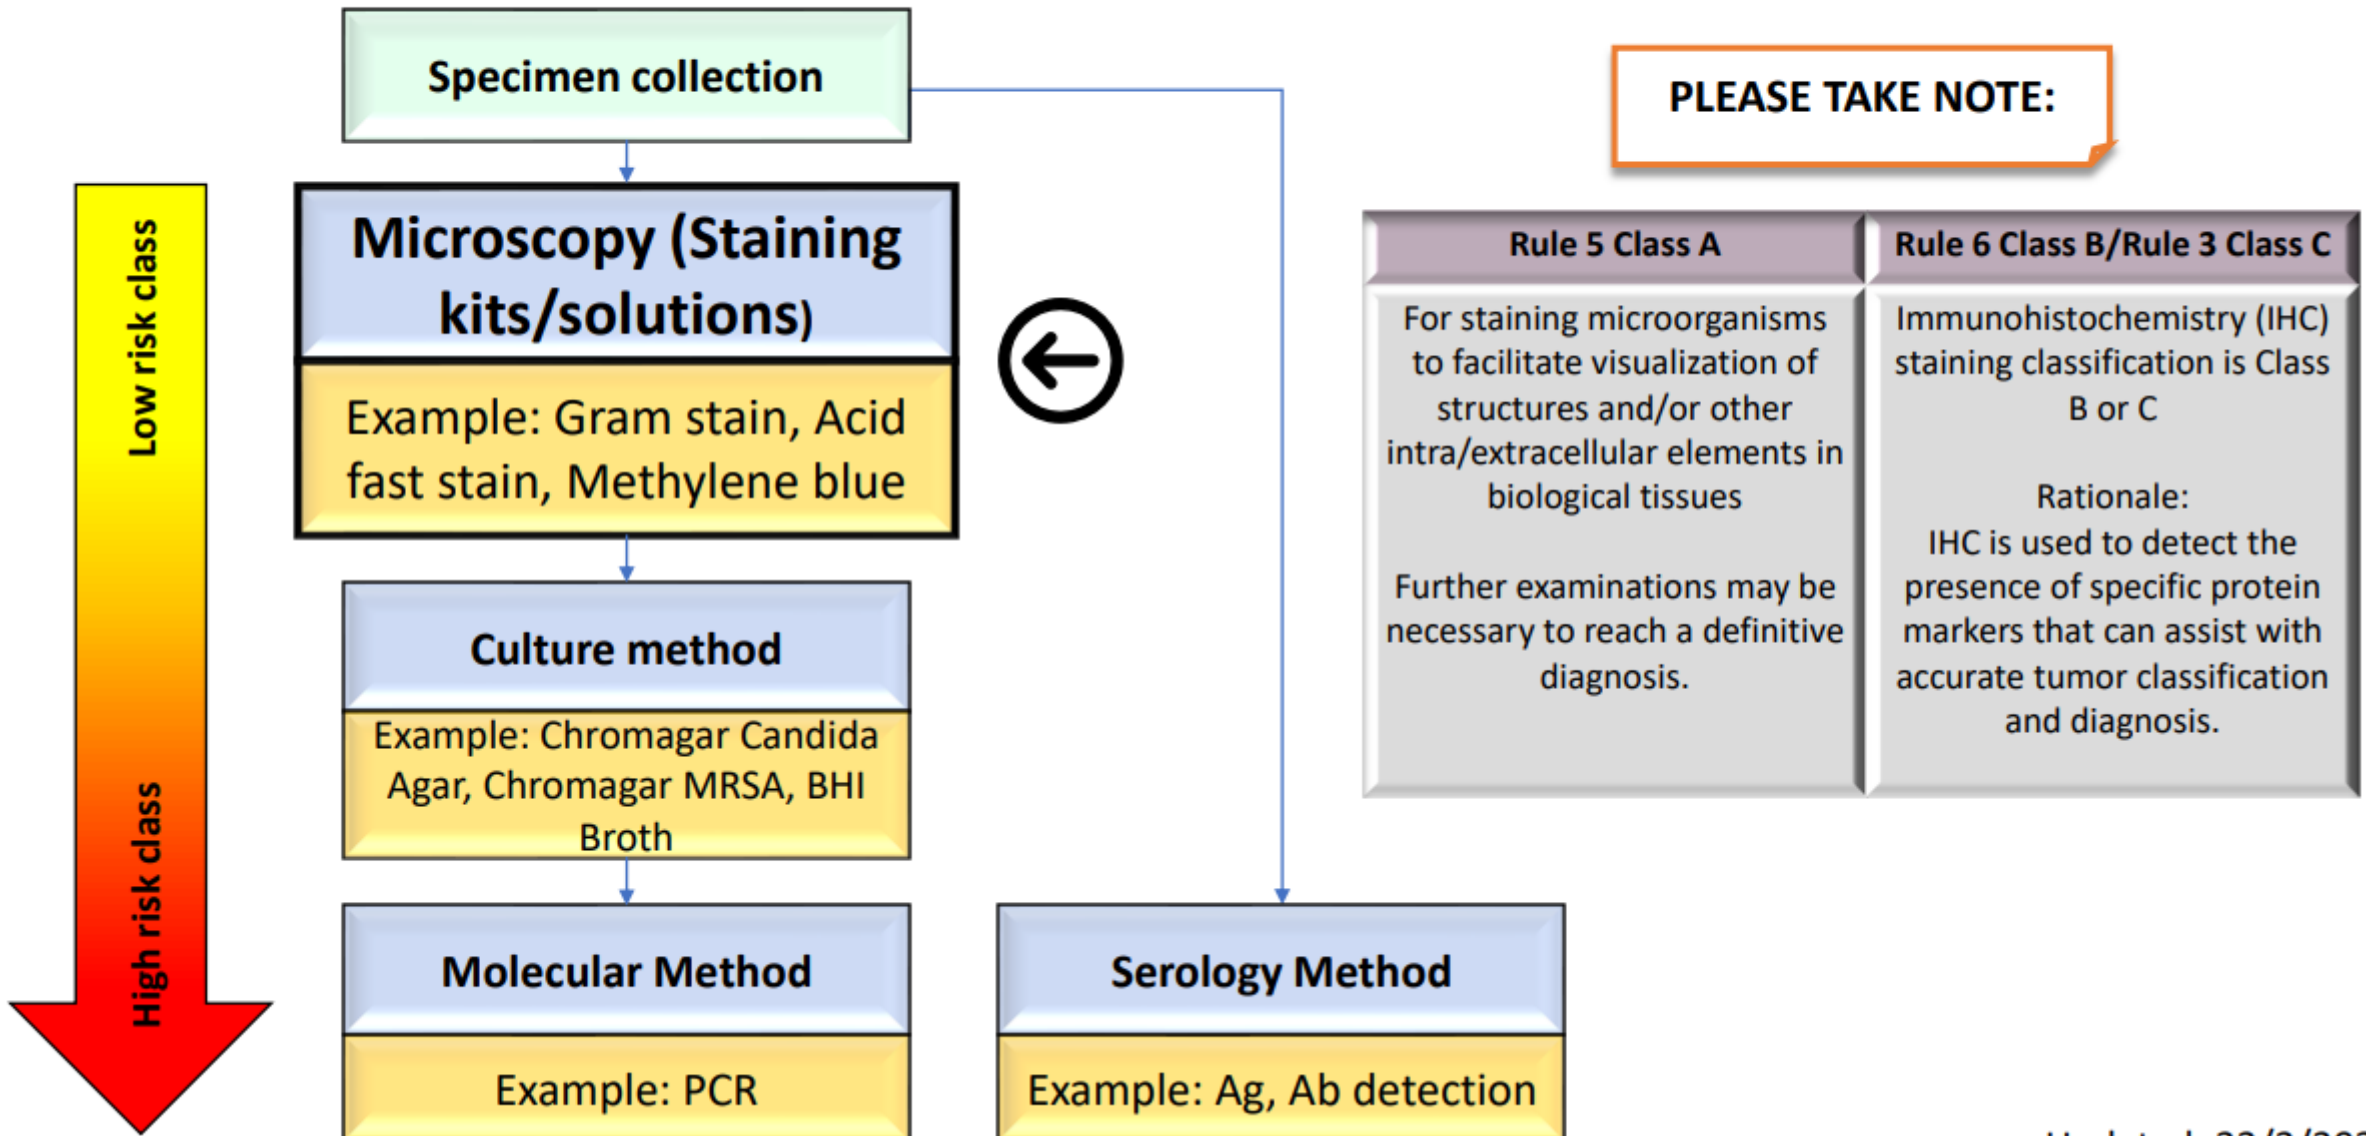 Specimen collection
PLEASE TAKE NOTE:
Low risk class
High risk class
Microscopy (Staining
kits/solutions)
Example: Gram stain, Acid
fast stain, Methylene blue
Culture method
Example: Chromagar Candida
Agar, Chromagar MRSA, BHI
Broth
Molecular Method
Example: PCR
Serology Method
Example: Ag, Ab detection
Rule 5 Class A
For staining microorganisms
to facilitate visualization of
structures and/or other
intra/extracellular elements in
biological tissues
Further examinations may be
necessary to reach a definitive
diagnosis.
Rule 6 Class B/Rule 3 Class C
Immunohistochemistry (IHC)
staining classification is Class
B or C
Rationale:
IHC is used to detect the
presence of specific protein
markers that can assist with
accurate tumor classification
and diagnosis.